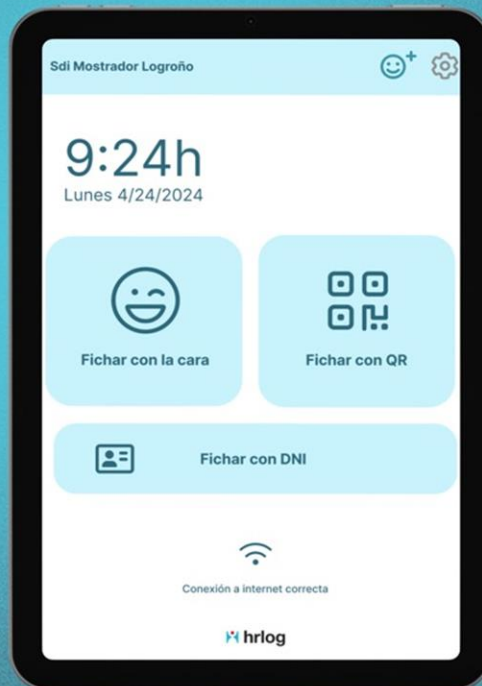 Sdi Mostrador Logroño
9:24h
Lunes 4/24/2024
Fichar con la cara
Fichar con QR
Fichar con DNI
Conexión a internet correcta
hrlog